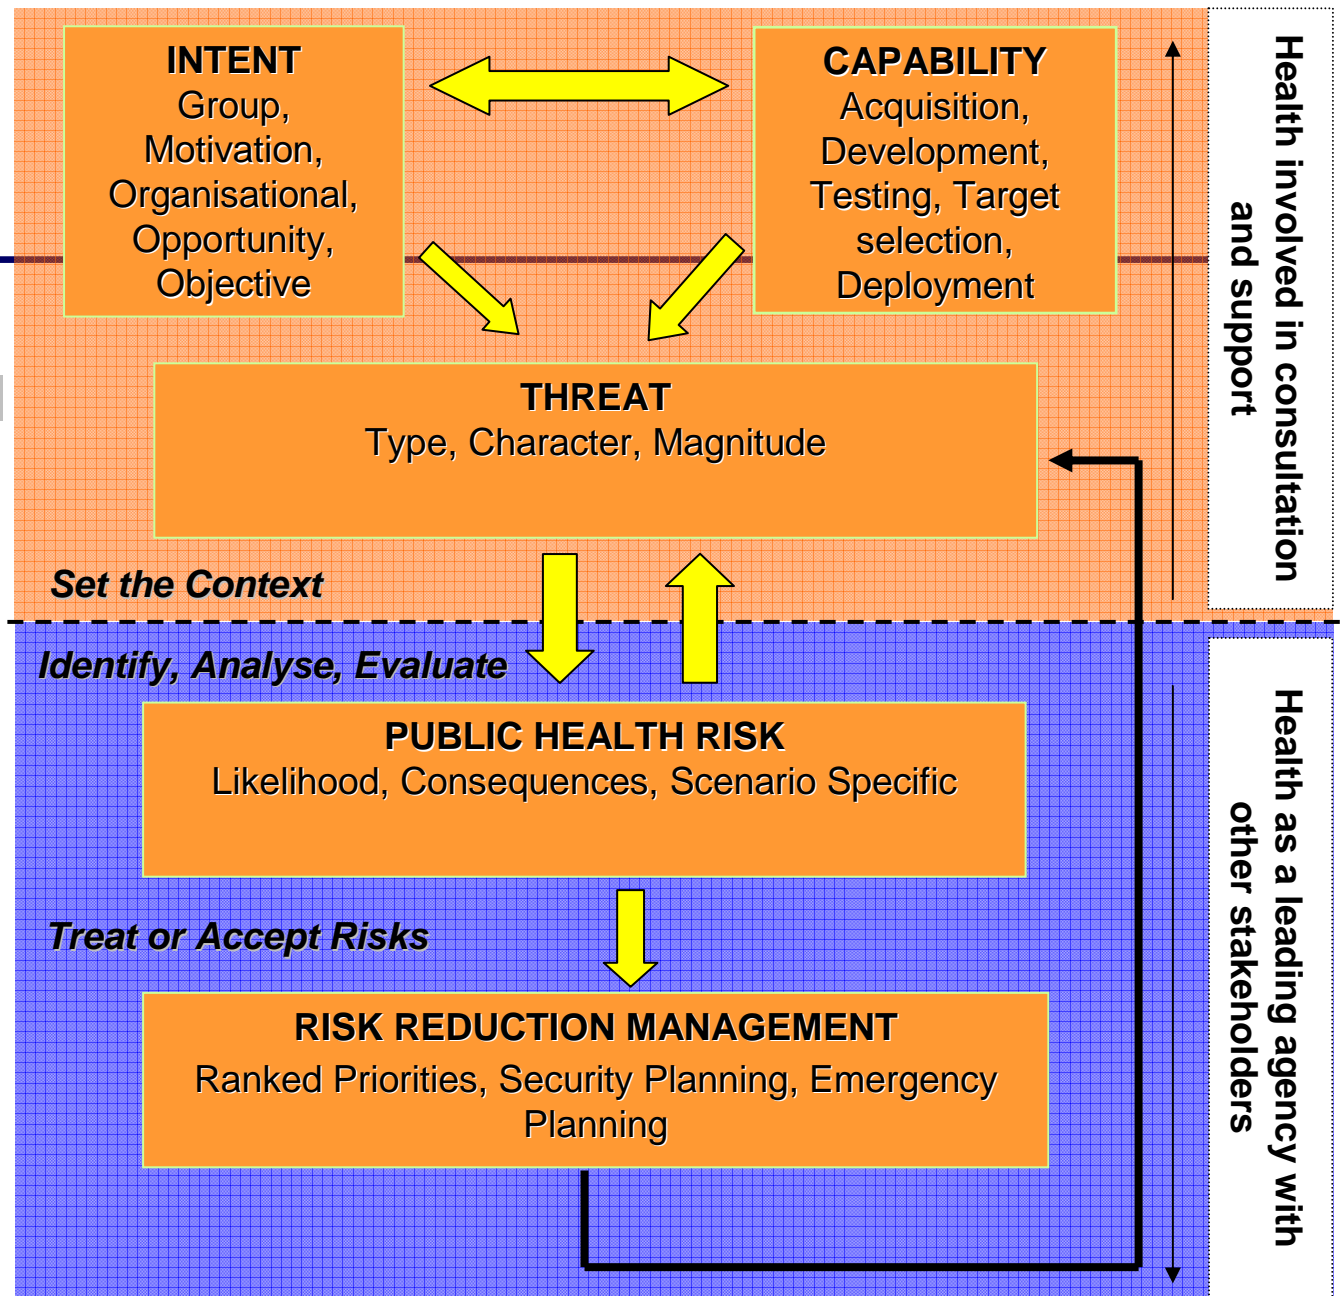 INTENT
Group,
Motivation,
Organisational,
Opportunity,
Objective
CAPABILITY
Acquisition,
Development,
Testing, Target
selection,
Deployment
THREAT
Type, Character, Magnitude
Set the Context
Health involved in consultation
and support
Identify, Analyse, Evaluate
PUBLIC HEALTH RISK
Likelihood, Consequences, Scenario Specific
Treat or Accept Risks
RISK REDUCTION MANAGEMENT
Ranked Priorities, Security Planning, Emergency
Planning
Health as a leading agency with
other stakeholders